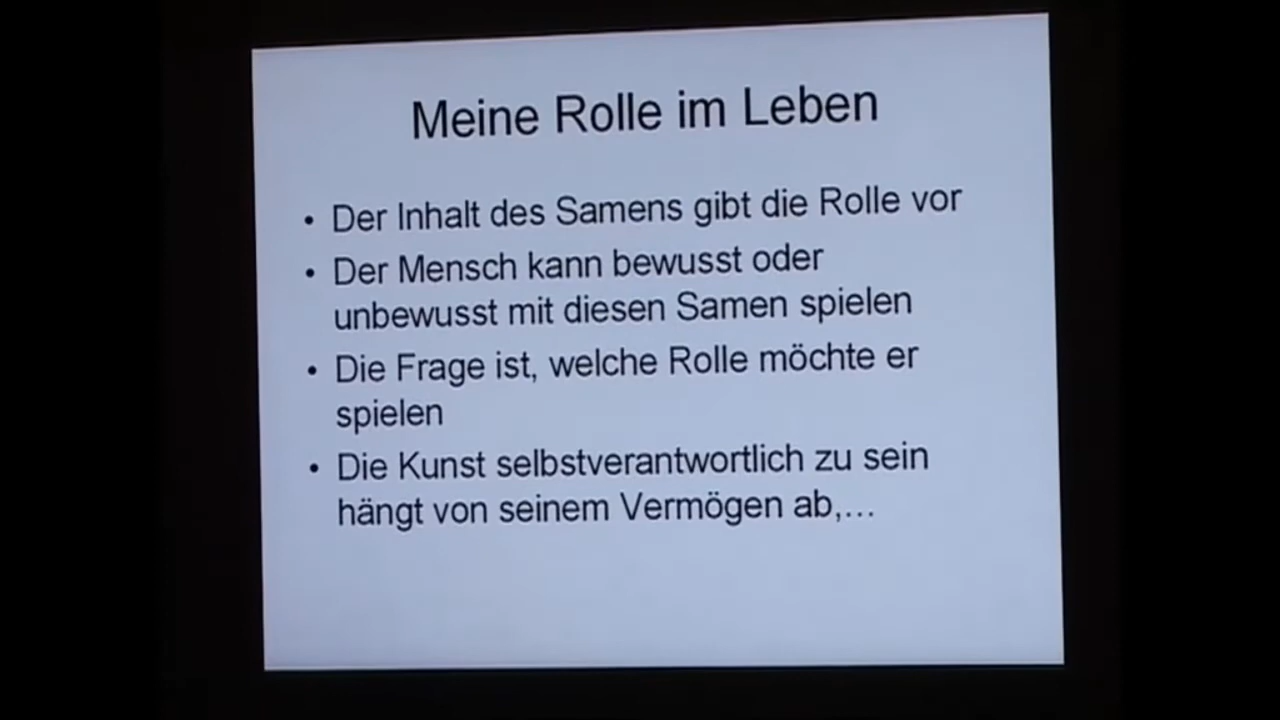 Meine Rolle im Leben
• Der Inhalt des Samens gibt die Rolle vor
• Der Mensch kann bewusst oder
unbewusst mit diesen Samen spielen
• Die Frage ist, welche Rolle möchte er
spielen
• Die Kunst selbstverantwortlich zu sein
hängt von seinem Vermögen ab,…